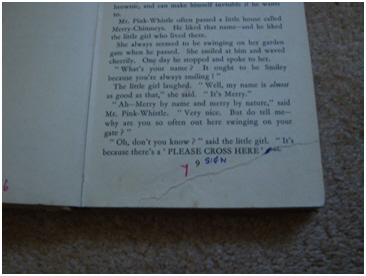 brownie, and can make himself invisible if he wants
to.
Mr. Pink-Whistle often passed a little house called
Merry-Chimneys. He liked that name—and he liked
the little girl who lived there.
She always seemed to be swinging on her garden
gate when he passed. She smiled at him and waved
cheerily. One day he stopped and spoke to her.
"What's your name? It ought to be Smiley
because you're always smiling!"
The little girl laughed. "Well, my name is almost
as good as that," she said. "It's Merry."
"Ah—Merry by name and merry by nature," said
Mr. Pink-Whistle. "Very nice. But do tell me—
why are you so often out here swinging on your
gate?"
"Oh, don't you know?" said the little girl. "It's
because there's a 'PLEASE CROSS HERE'
9 SIGN